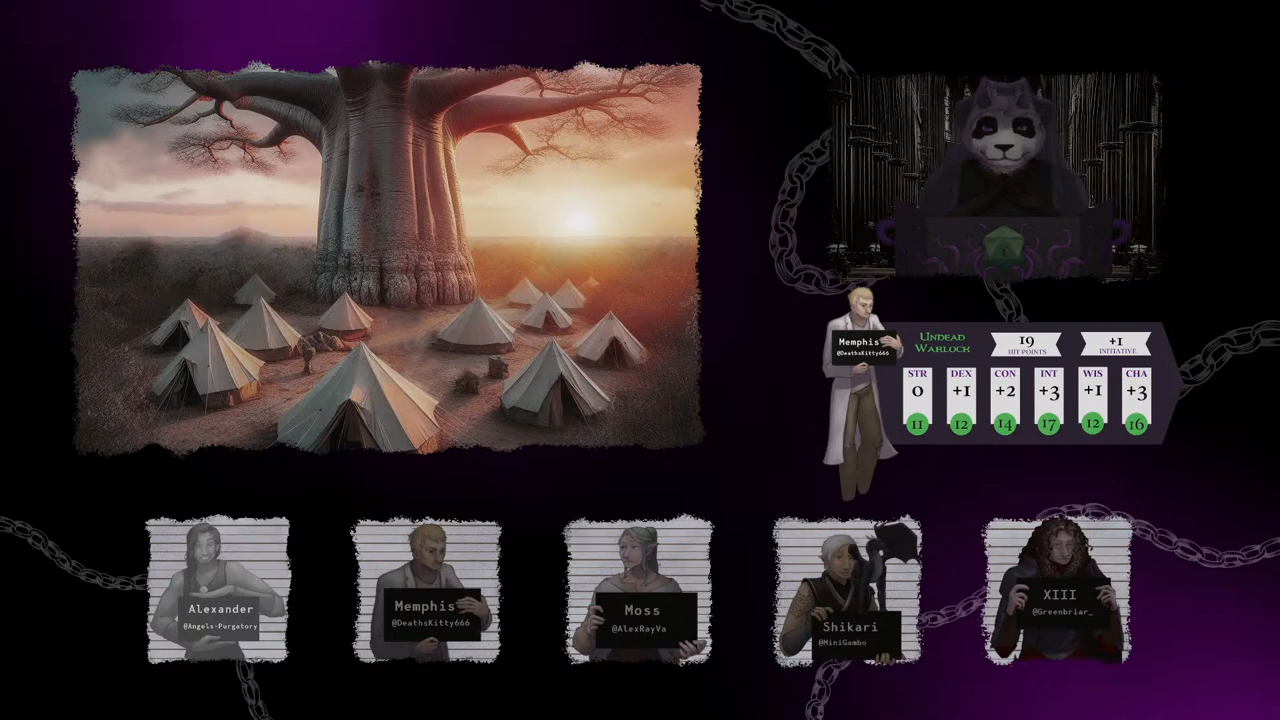 Memphis
@DeathsKitty666
Undead
Warlock
19
HIT POINTS
+1
INITIATIVE
STR DEX CON INT WIS CHA
0 +1 +2 +3 +1 +3
11 12 14 17 12 16
Alexander
@Angels-Purgatory
Memphis
@DeathsKitty666
Moss
@AlexRayVa
Shikari
@MiniGambo
XIII
@Greenbriar_